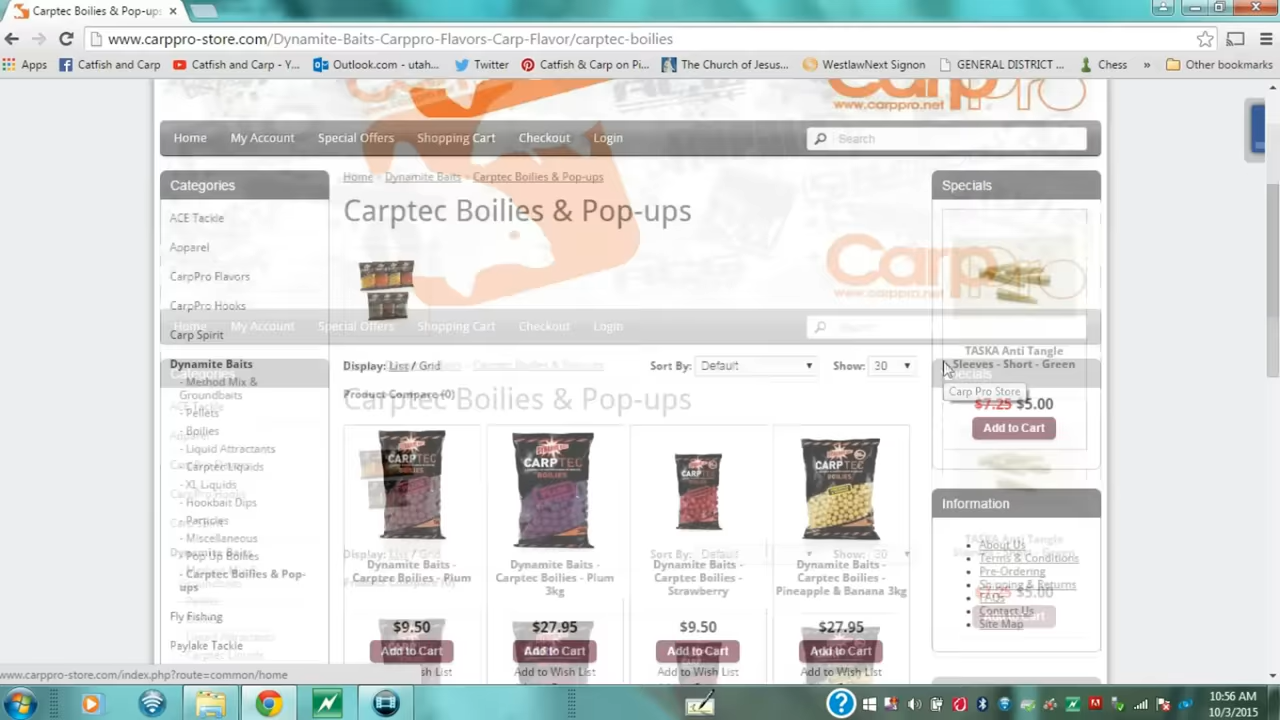 Carptec Boilies & Pop-ups
www.carppro-store.com/Dynamite-Baits-Carppro-Flavors-Carp-Flavor/carptec-boilies
Apps Catfish and Carp Catfish and Carp - Y... Outlook.com - utah... Twitter Catfish & Carp on Pi... The Church of Jesus... WestlawNext Signon GENERAL DISTRICT ... Chess » Other bookmarks
CarpPro
www.carppro.net
Home My Account Special Offers Shopping Cart Checkout Login Search
Categories
ACE Tackle
Apparel
CarpPro Flavors
CarpPro Hooks
Carp Spirit
Dynamite Baits
- Method Mix &
Groundbaits
- Pellets
- Boilies
- Liquid Attractants
- Carptec Liquids
- XL Liquids
- Hookbait Dips
- Particles
- Miscellaneous
- Pop Up Boilies
- Carptec Boilies & Pop-
ups
Fly Fishing
Paylake Tackle
Home » Dynamite Baits » Carptec Boilies & Pop-ups
Carptec Boilies & Pop-ups
CarpPro
www.carppro.net
Home My Account Special Offers Shopping Cart Checkout Login
Display: List / Grid Sort By: Default Show: 30
Product Compare (0)
Carptec Boilies & Pop-ups
CARPTEC
BOILIES
CARPTEC
BOILIES
CARPTEC
CARPTEC
BOILIES
Display: List / Grid Sort By: Default Show: 30
Dynamite Baits -
Carptec Boilies - Plum
Dynamite Baits -
Carptec Boilies - Plum
3kg
Dynamite Baits -
Carptec Boilies -
Strawberry
Dynamite Baits -
Carptec Boilies -
Pineapple & Banana 3kg
$9.50 $27.95 $9.50 $27.95
Add to Cart Add to Cart Add to Cart Add to Cart
Add to Wish List Add to Wish List Add to Wish List
Specials
TASKA Anti Tangle
Sleeves - Short - Green
Carp Pro Store
$7.25 $5.00
Add to Cart
Information
About Us
Terms & Conditions
Pre-Ordering
Shipping & Returns
FAQs
Contact Us
Site Map
$5.00
www.carppro-store.com/index.php?route=common/home
10:56 AM
10/3/2015